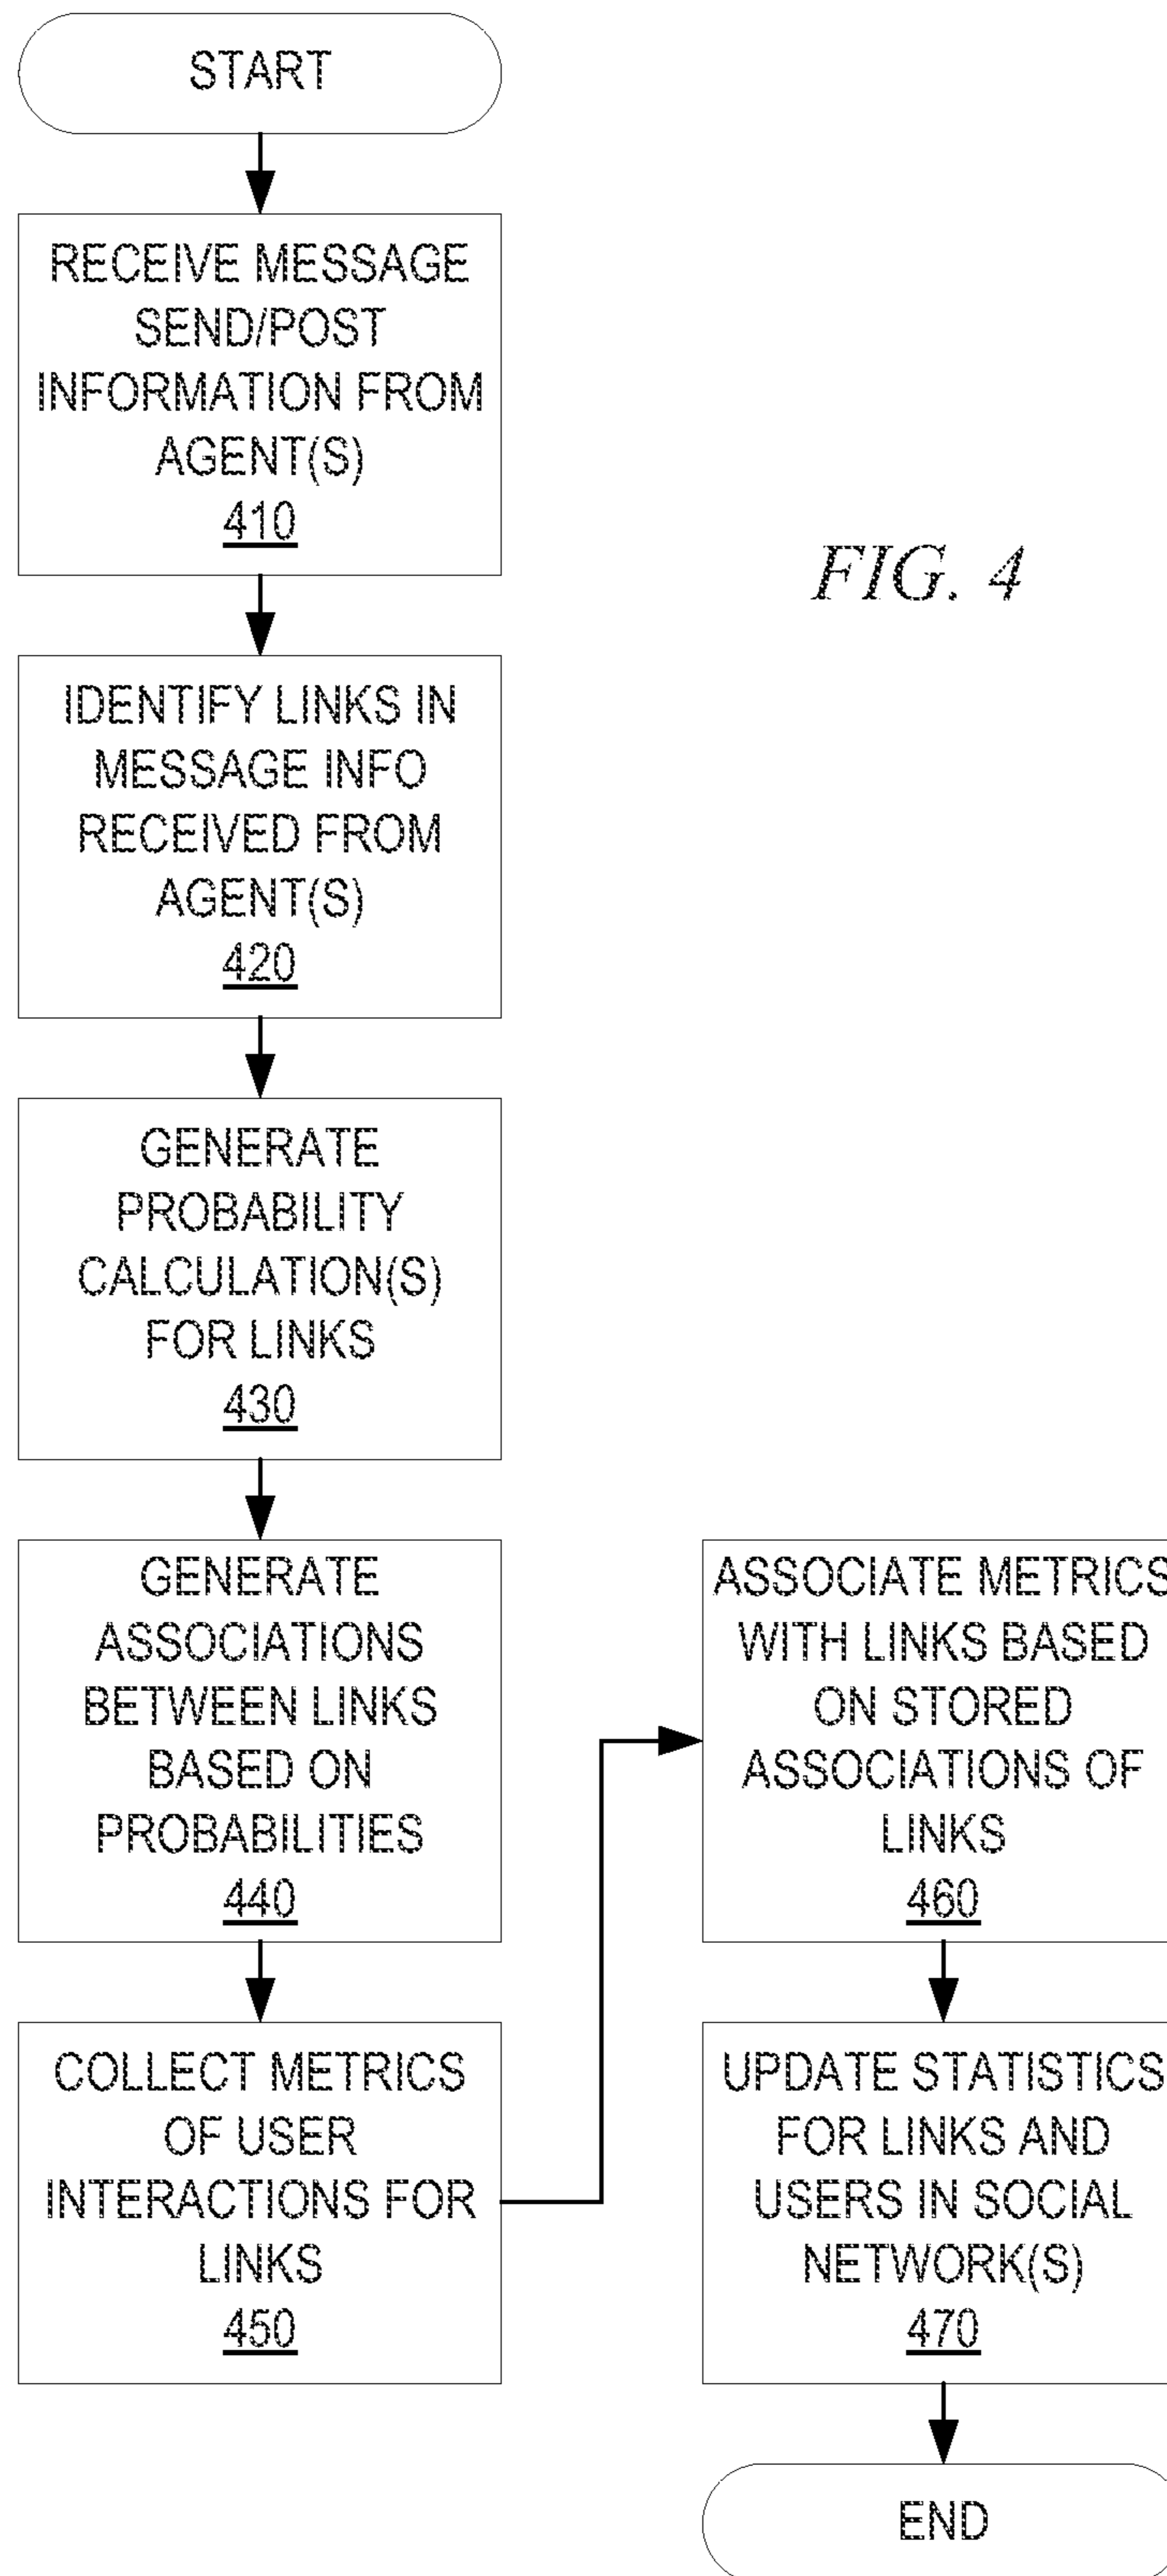 START
RECEIVE MESSAGE
SEND/POST
INFORMATION FROM
AGENT(S)
410
FIG. 4
IDENTIFY LINKS IN
MESSAGE INFO
RECEIVED FROM
AGENT(S)
420
GENERATE
PROBABILITY
CALCULATION(S)
FOR LINKS
430
GENERATE
ASSOCIATIONS
BETWEEN LINKS
BASED ON
PROBABILITIES
440
COLLECT METRICS
OF USER
INTERACTIONS FOR
LINKS
450
ASSOCIATE METRICS
WITH LINKS BASED
ON STORED
ASSOCIATIONS OF
LINKS
460
UPDATE STATISTICS
FOR LINKS AND
USERS IN SOCIAL
NETWORK(S)
470
END